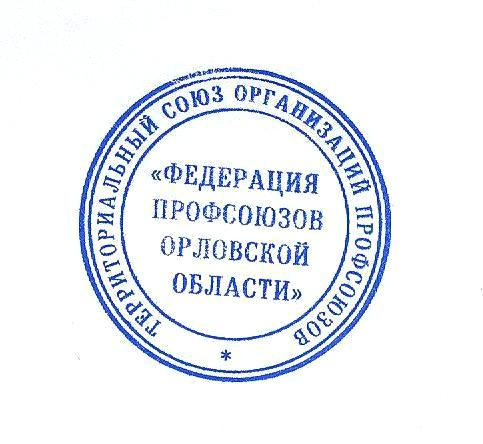 ТЕРРИТОРИАЛЬНЫЙ СОЮЗ ОРГАНИЗАЦИЙ ПРОФСОЮЗОВ
*
«ФЕДЕРАЦИЯ
ПРОФСОЮЗОВ
ОРЛОВСКОЙ
ОБЛАСТИ»